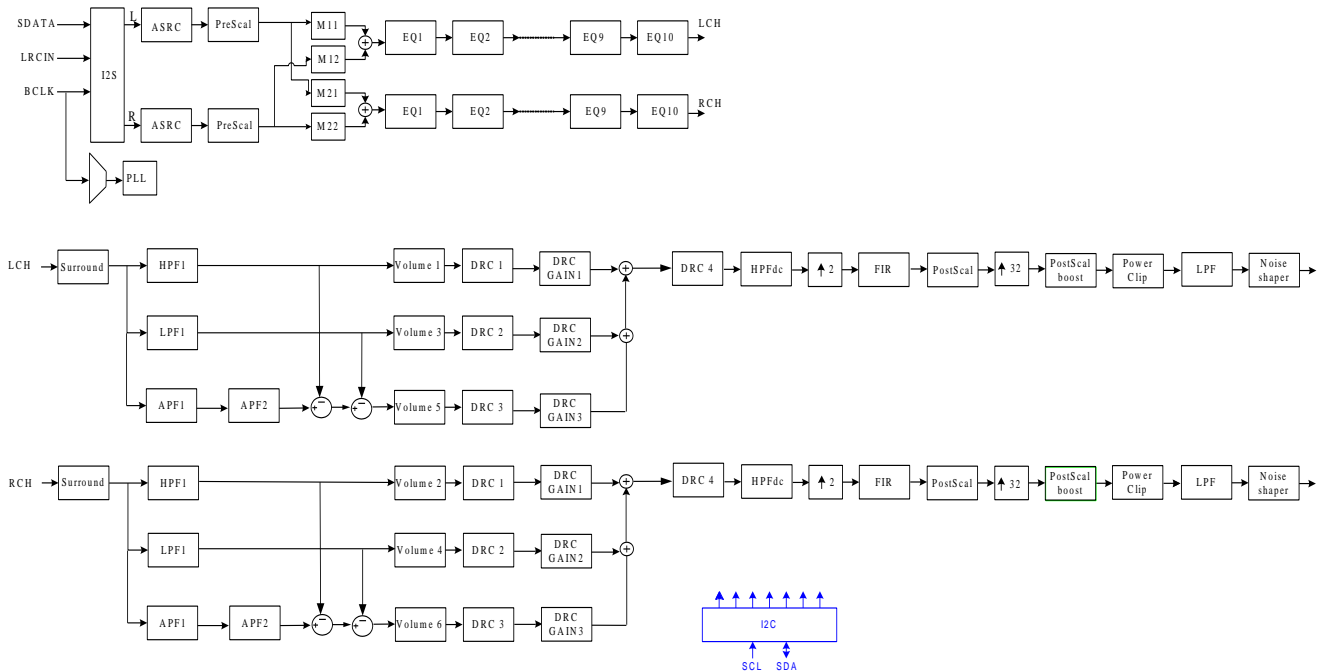 SDATA
LRCIN
BCLK
I2S
L
R
ASRC
PreScal
M11
M12
EQ1
EQ2
EQ9
EQ10
LCH
ASRC
PreScal
M21
M22
EQ1
EQ2
EQ9
EQ10
RCH
PLL
LCH
Surround
HPF1
Volume 1
DRC 1
DRC
GAIN1
+
DRC 4
HPFdc
2
FIR
PostScal
32
PostScal
boost
Power
Clip
LPF
Noise
shaper
LPF1
Volume 3
DRC 2
DRC
GAIN2
APF1
APF2
+
−
+
−
Volume 5
DRC 3
DRC
GAIN3
RCH
Surround
HPF1
Volume 2
DRC 1
DRC
GAIN1
DRC 4
HPFdc
2
FIR
PostScal
32
PostScal
boost
Power
Clip
LPF
Noise
shaper
LPF1
Volume 4
DRC 2
DRC
GAIN2
APF1
APF2
+
−
+
−
Volume 6
DRC 3
DRC
GAIN3
I2C
SCL
SDA